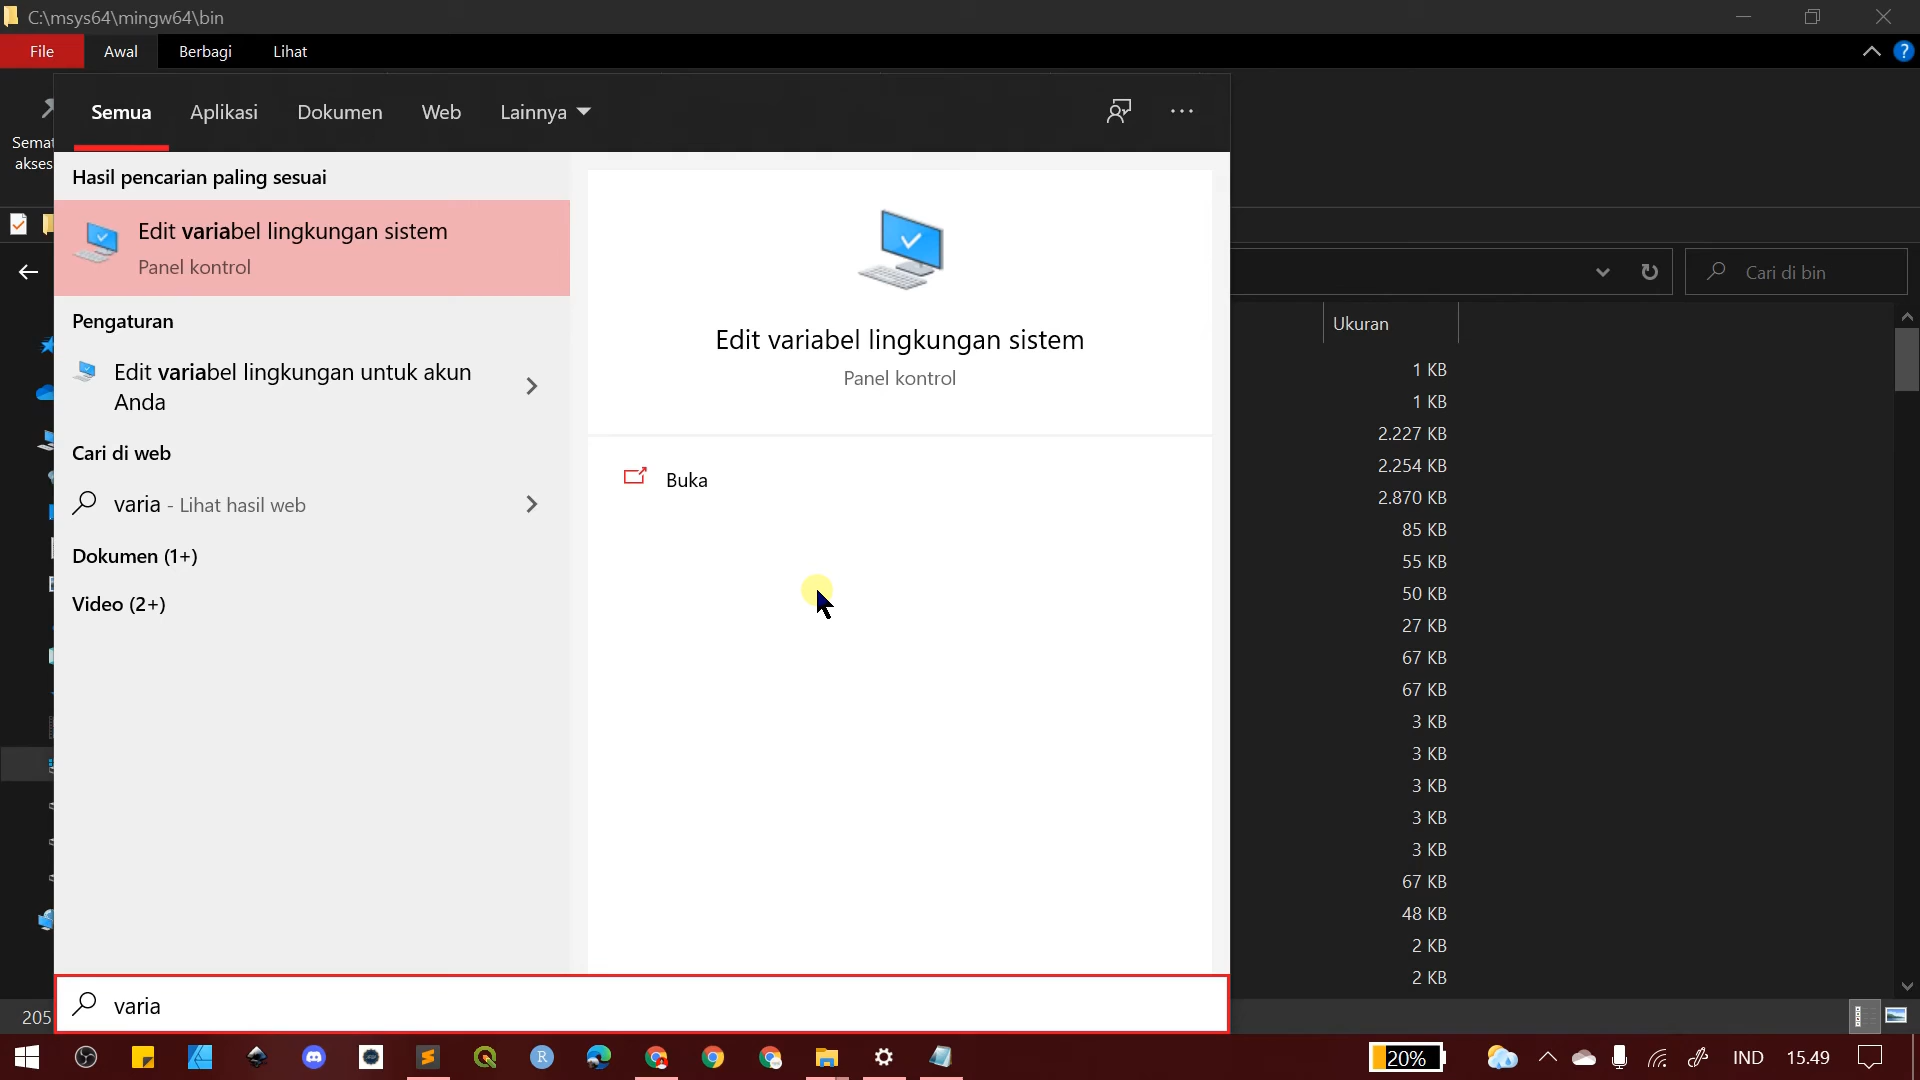 C:\msys64\mingw64\bin
File Awal Berbagi Lihat
Semua Aplikasi Dokumen Web Lainnya
Hasil pencarian paling sesuai
Edit variabel lingkungan sistem
Panel kontrol
Pengaturan
Edit variabel lingkungan untuk akun
Anda
Cari di web
varia - Lihat hasil web
Dokumen (1+)
Video (2+)
Edit variabel lingkungan sistem
Panel kontrol
Buka
Cari di bin
Ukuran
1 KB
1 KB
2.227 KB
2.254 KB
2.870 KB
85 KB
55 KB
50 KB
27 KB
67 KB
67 KB
3 KB
3 KB
3 KB
3 KB
3 KB
67 KB
48 KB
2 KB
2 KB
205
varia
20% IND 15.49